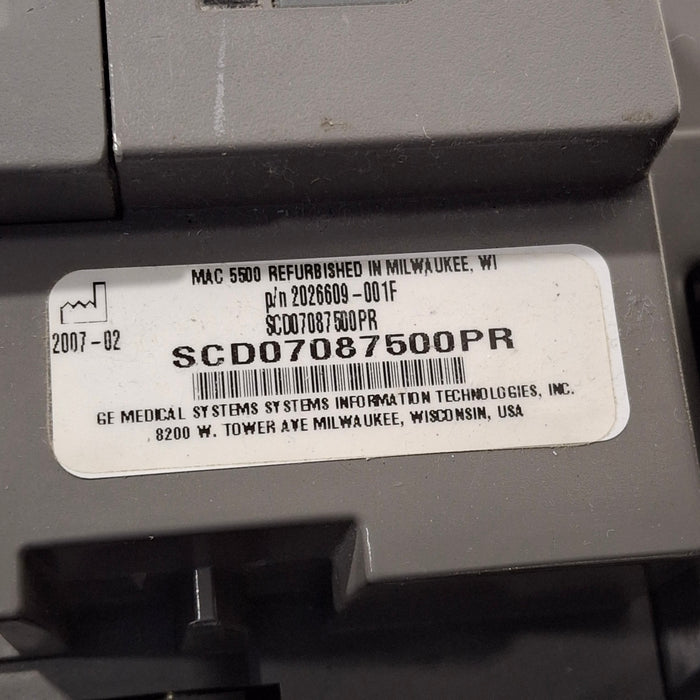 MAC 5500 REFURBISHED IN MILWAUKEE, WI
p/n 2026609-001F
SCD07087500PR
2007-02
SCD07087500PR
GE MEDICAL SYSTEMS SYSTEMS INFORMATION TECHNOLOGIES, INC.
8200 W. TOWER AVE MILWAUKEE, WISCONSIN, USA